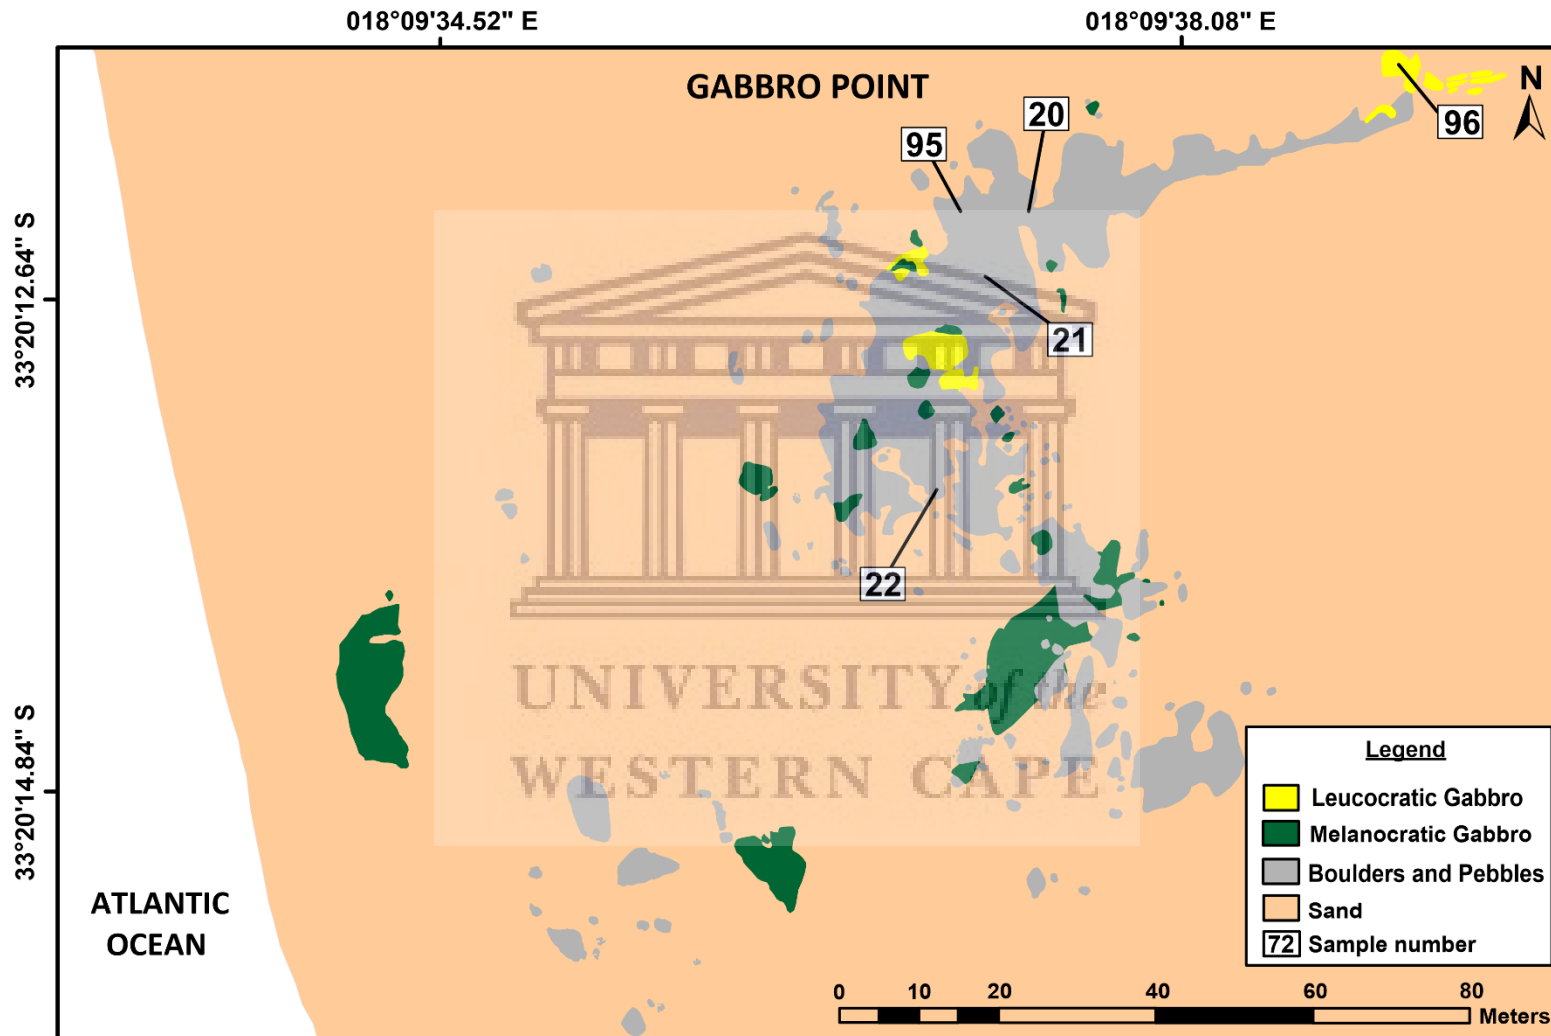 018°09'34.52" E
018°09'38.08" E
GABBRO POINT
N
20
95
96
33°20'12.64" S
21
22
UNIVERSITY of the
WESTERN CAPE
33°20'14.84" S
Legend
Leucocratic Gabbro
Melanocratic Gabbro
Boulders and Pebbles
Sand
72 Sample number
ATLANTIC
OCEAN
0 10 20 40 60 80
Meters